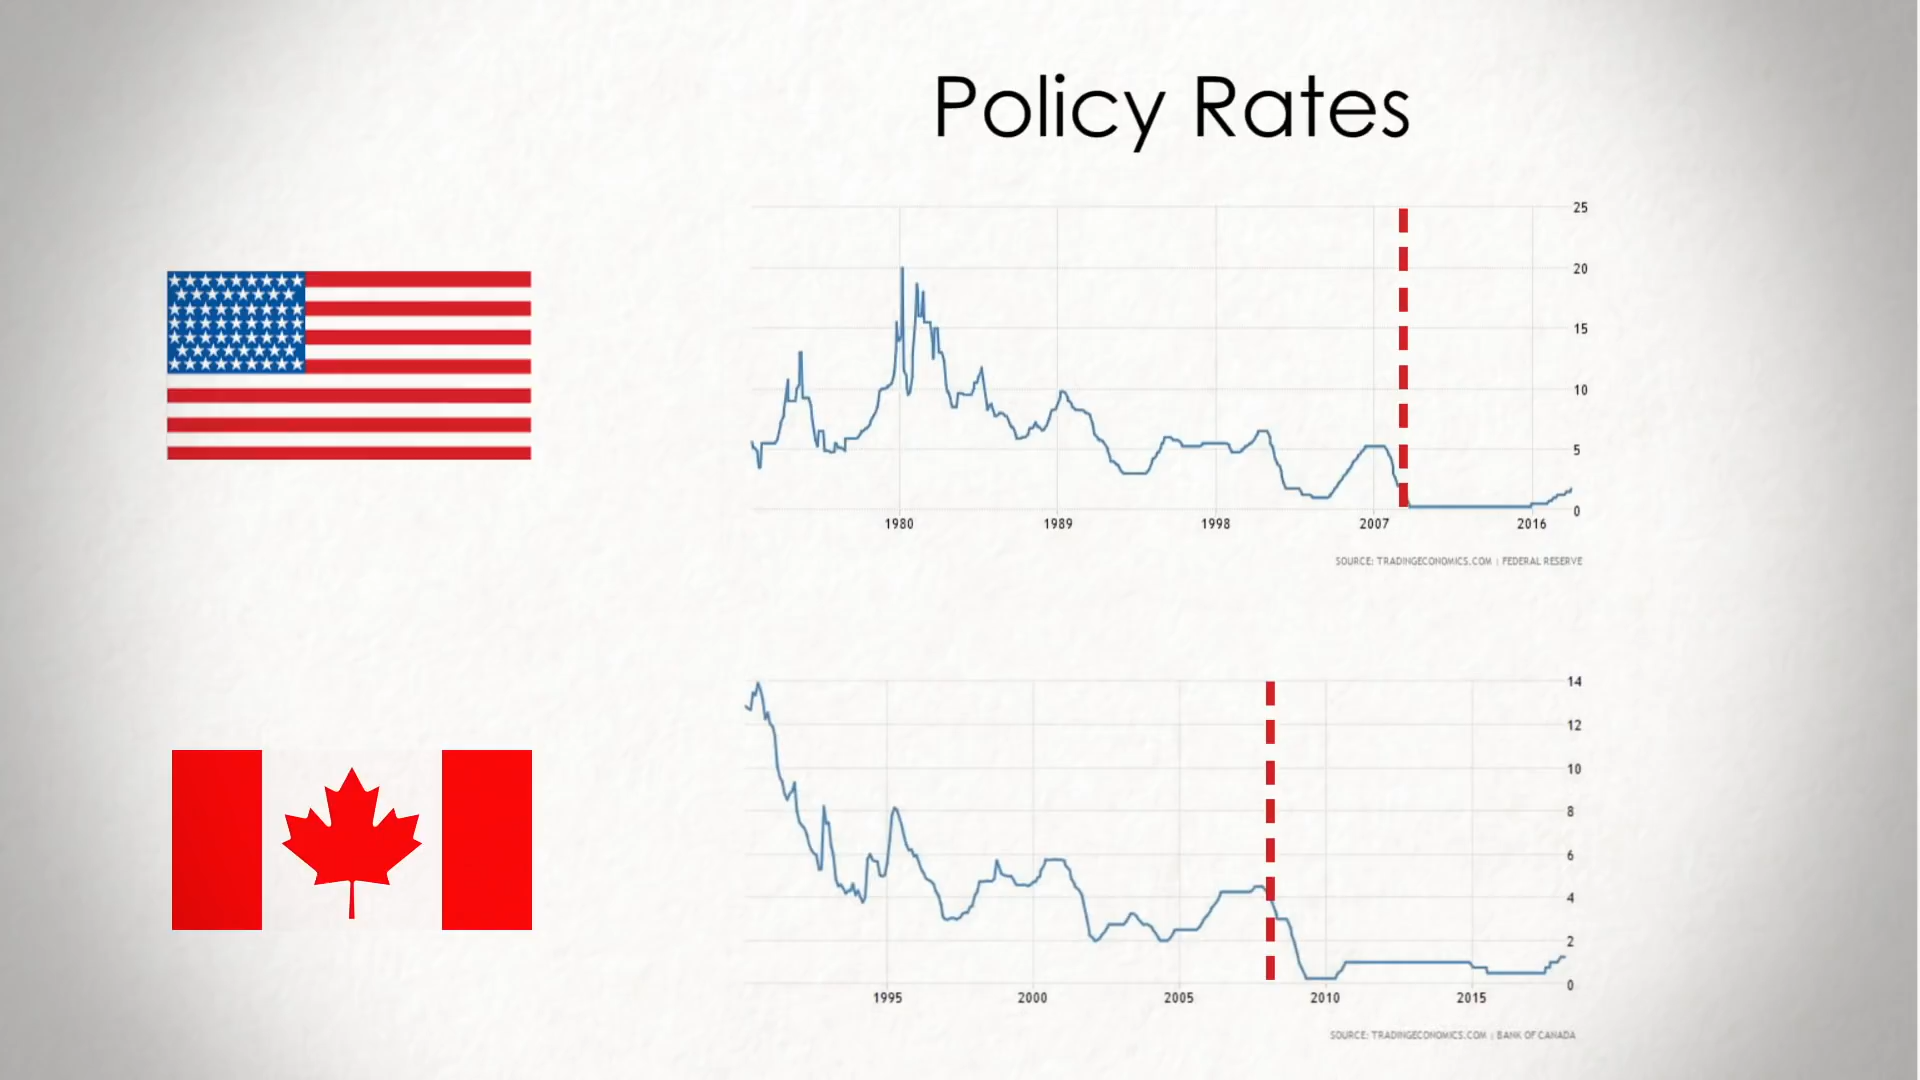 Policy Rates
25
20
15
10
5
0
1980 1989 1998 2007 2016
SOURCE: TRADINGECONOMICS.COM | FEDERAL RESERVE
14
12
10
8
6
4
2
0
1995 2000 2005 2010 2015
SOURCE: TRADINGECONOMICS.COM | BANK OF CANADA